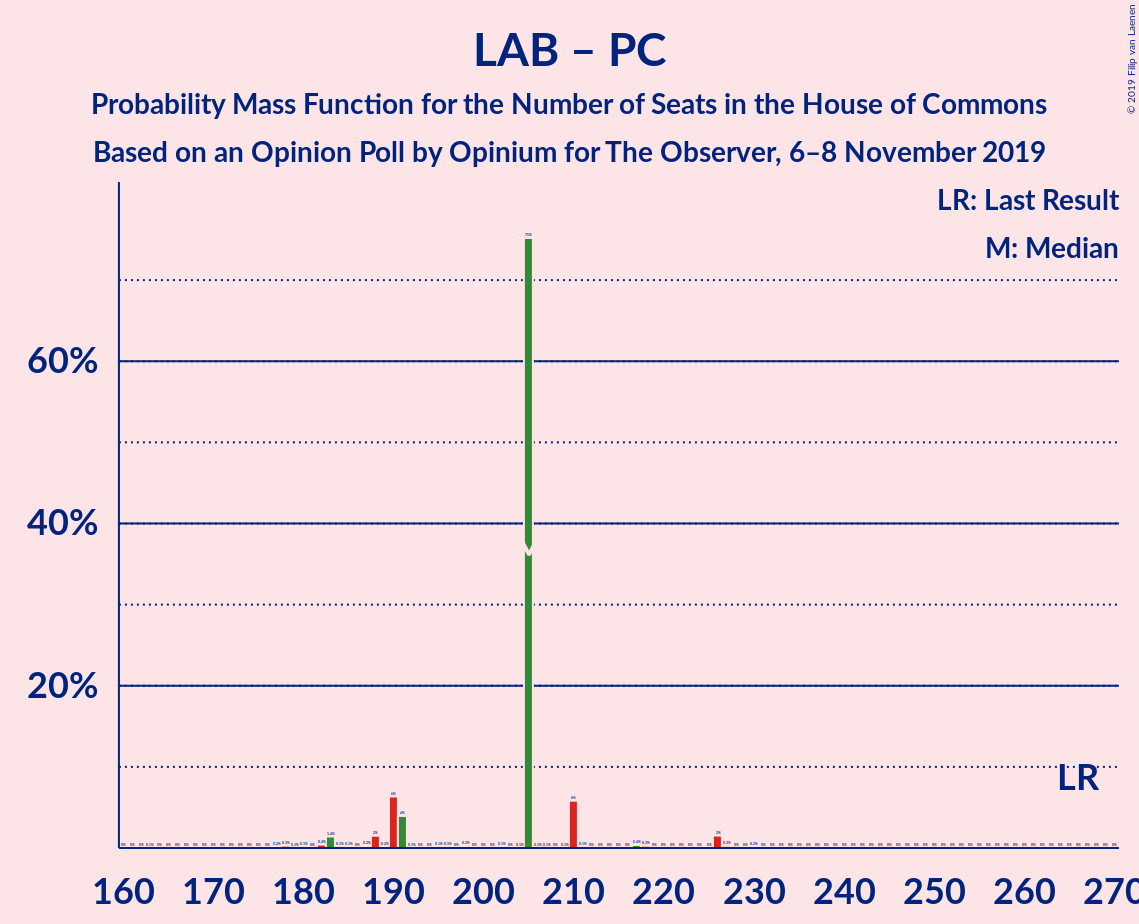 LAB – PC
Probability Mass Function for the Number of Seats in the House of Commons
Based on an Opinion Poll by Opinium for The Observer, 6–8 November 2019
© 2019 Filip van Laenen
LR: Last Result
M: Median
60%
40%
20%
LR
160 170 180 190 200 210 220 230 240 250 260 270